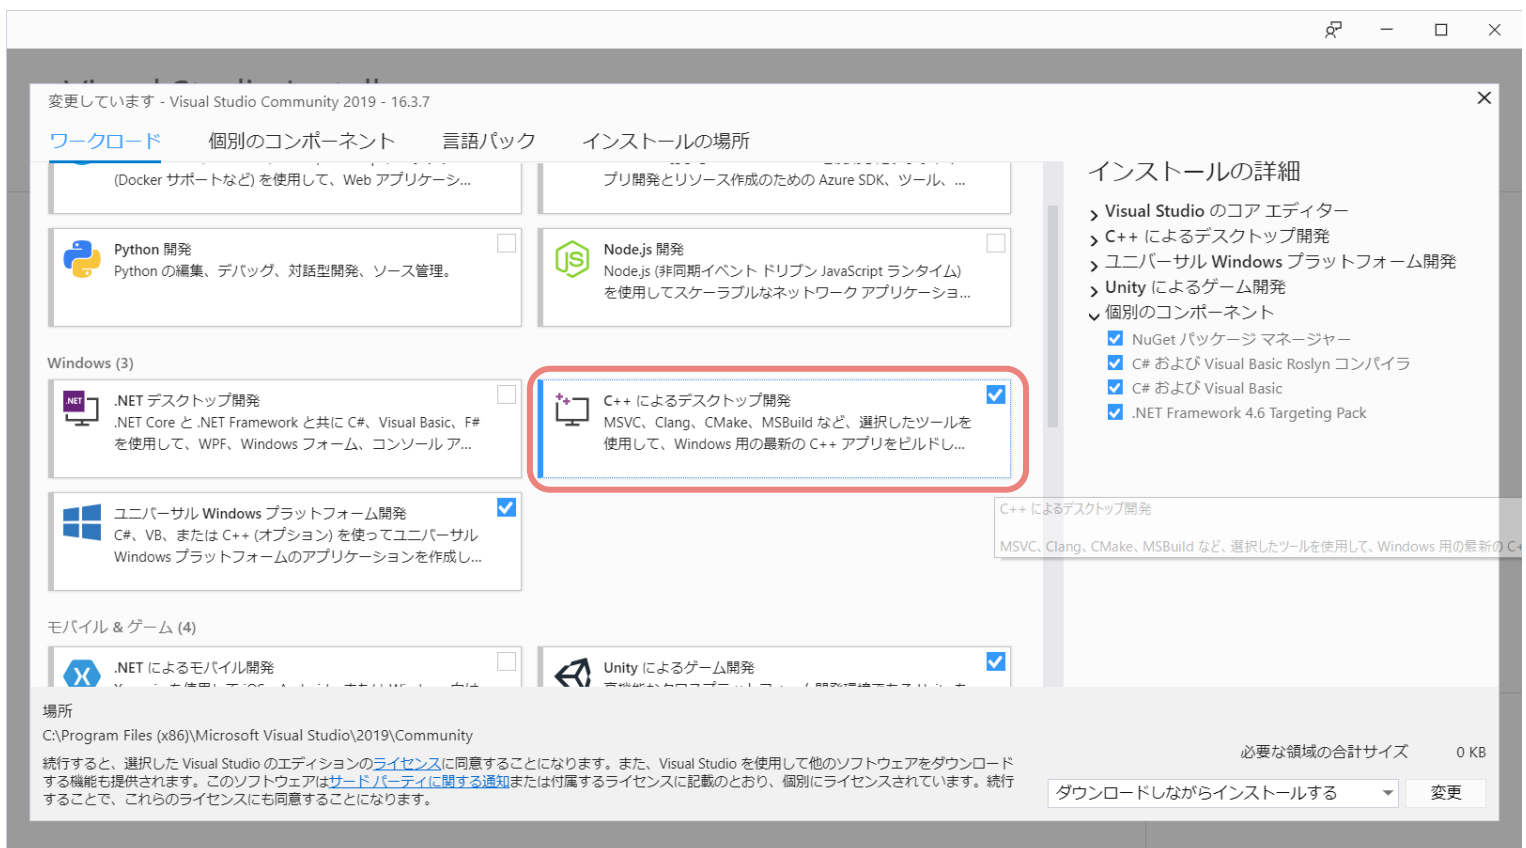 変更しています - Visual Studio Community 2019 - 16.3.7
ワークロード
個別のコンポーネント
言語パック
インストールの場所
(Docker サポートなど) を使用して、Web アプリケーシ...
プリ開発とリソース作成のための Azure SDK、ツール、...
Python 開発
Python の編集、デバッグ、対話型開発、ソース管理。
Node.js 開発
Node.js (非同期イベント ドリブン JavaScript ランタイム)
を使用してスケーラブルなネットワーク アプリケーショ...
Windows (3)
.NET
.NET デスクトップ開発
.NET Core と .NET Framework と共に C#、Visual Basic、F#
を使用して、WPF、Windows フォーム、コンソール ア...
C++ によるデスクトップ開発
MSVC、Clang、CMake、MSBuild など、選択したツールを
使用して、Windows 用の最新の C++ アプリをビルドし...
ユニバーサル Windows プラットフォーム開発
C#、VB、または C++ (オプション) を使ってユニバーサル
Windows プラットフォームのアプリケーションを作成し...
モバイル & ゲーム (4)
.NET によるモバイル開発
Unity によるゲーム開発
インストールの詳細
Visual Studio のコア エディター
C++ によるデスクトップ開発
ユニバーサル Windows プラットフォーム開発
Unity によるゲーム開発
個別のコンポーネント
NuGet パッケージ マネージャー
C# および Visual Basic Roslyn コンパイラ
C# および Visual Basic
.NET Framework 4.6 Targeting Pack
C++ によるデスクトップ開発
MSVC、Clang、CMake、MSBuild など、選択したツールを使用して、Windows 用の最新の C+
場所
C:\Program Files (x86)\Microsoft Visual Studio\2019\Community
続行すると、選択した Visual Studio のエディションのライセンスに同意することになります。また、Visual Studio を使用して他のソフトウェアをダウンロード
する機能も提供されます。このソフトウェアはサード パーティに関する通知または付属するライセンスに記載のとおり、個別にライセンスされています。続行
することで、これらのライセンスにも同意することになります。
必要な領域の合計サイズ 0 KB
ダウンロードしながらインストールする
変更